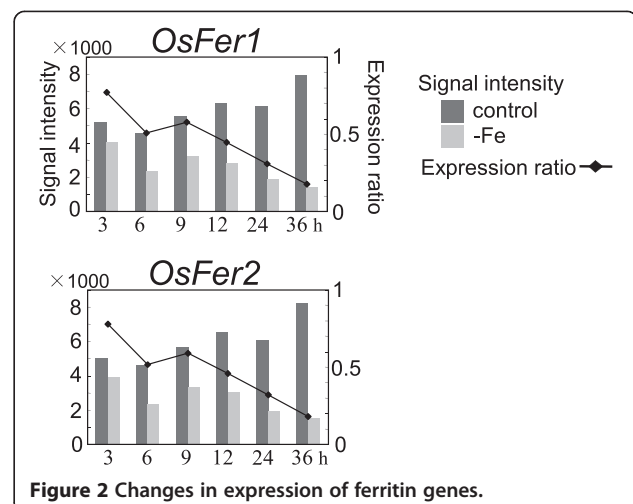 OsFer1
×1000
Signal intensity
8
6
4
2
0
1
0.5
0
Expression ratio
3 6 9 12 24 36 h
Signal intensity
control
-Fe
Expression ratio
OsFer2
×1000
8
6
4
2
0
1
0.5
0
3 6 9 12 24 36 h
Figure 2 Changes in expression of ferritin genes.